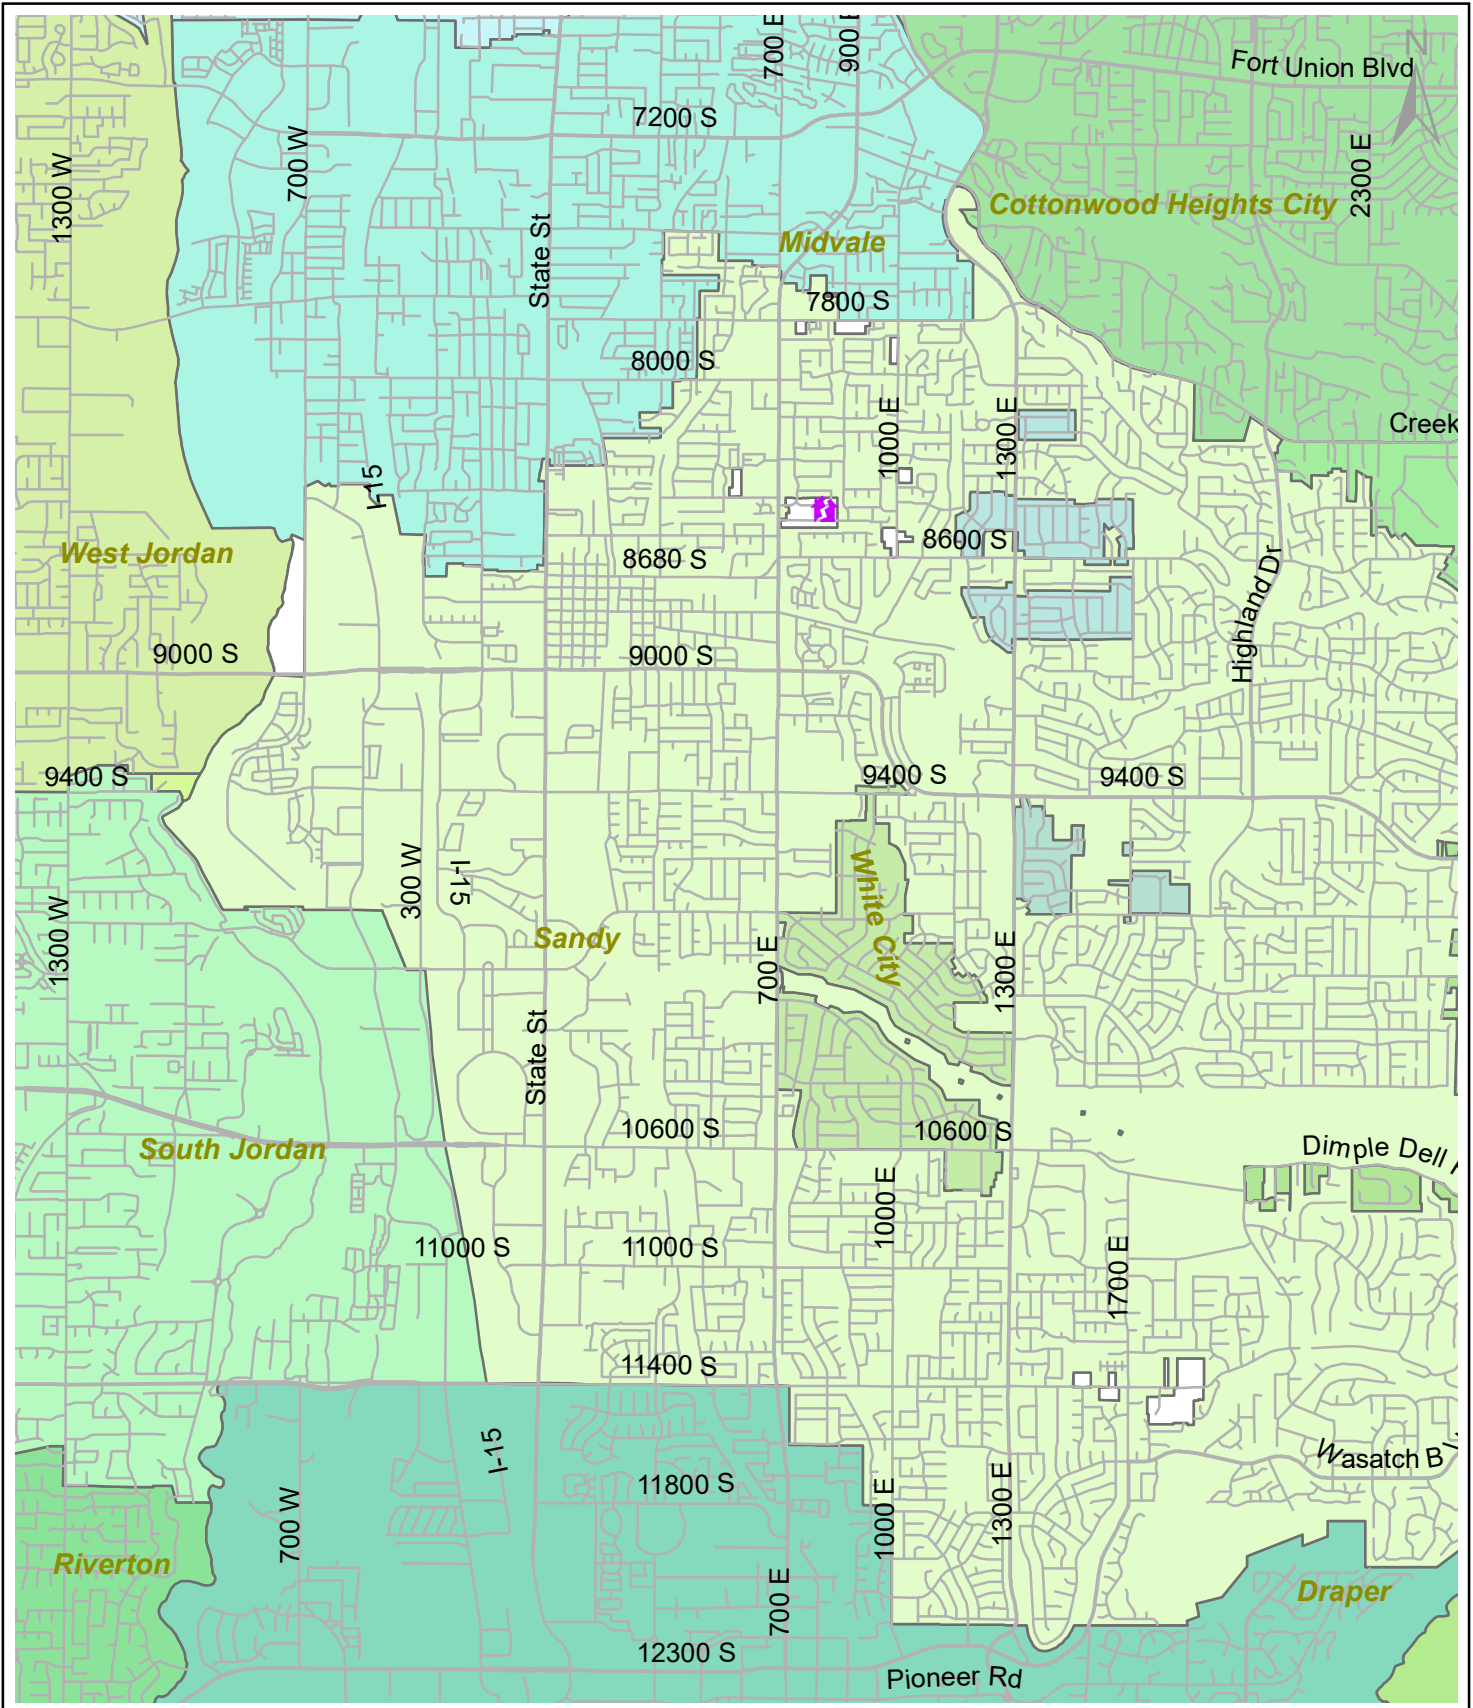 700 E
900 E
N
Fort Union Blvd
7200 S
700 W
1300 W
2300 E
Cottonwood Heights City
State St
Midvale
7800 S
8000 S
1000 E
1300 E
Creek
I-15
West Jordan
8680 S
8600 S
Highland Dr
9000 S
9000 S
9400 S
9400 S
9400 S
300 W
I-15
White City
1300 W
Sandy
700 E
1300 E
State St
10600 S
10600 S
South Jordan
Dimple Dell
1000 E
11000 S
11000 S
1700 E
11400 S
I-15
Wasatch B
11800 S
700 W
1000 E
1300 E
Riverton
700 E
Draper
12300 S
Pioneer Rd